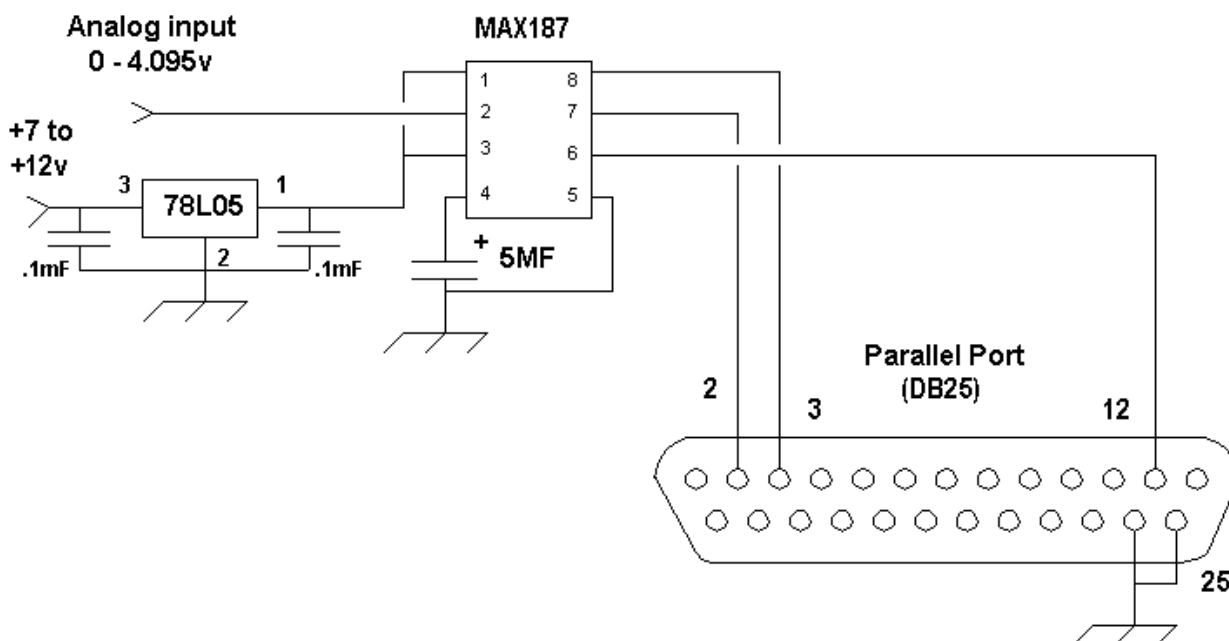 Analog input
0 - 4.095v
MAX187
1
2
3
4
8
7
6
5
+7 to
+12v
3
78L05
1
2
.1mF
.1mF
+
5MF
Parallel Port
(DB25)
2
3
12
25